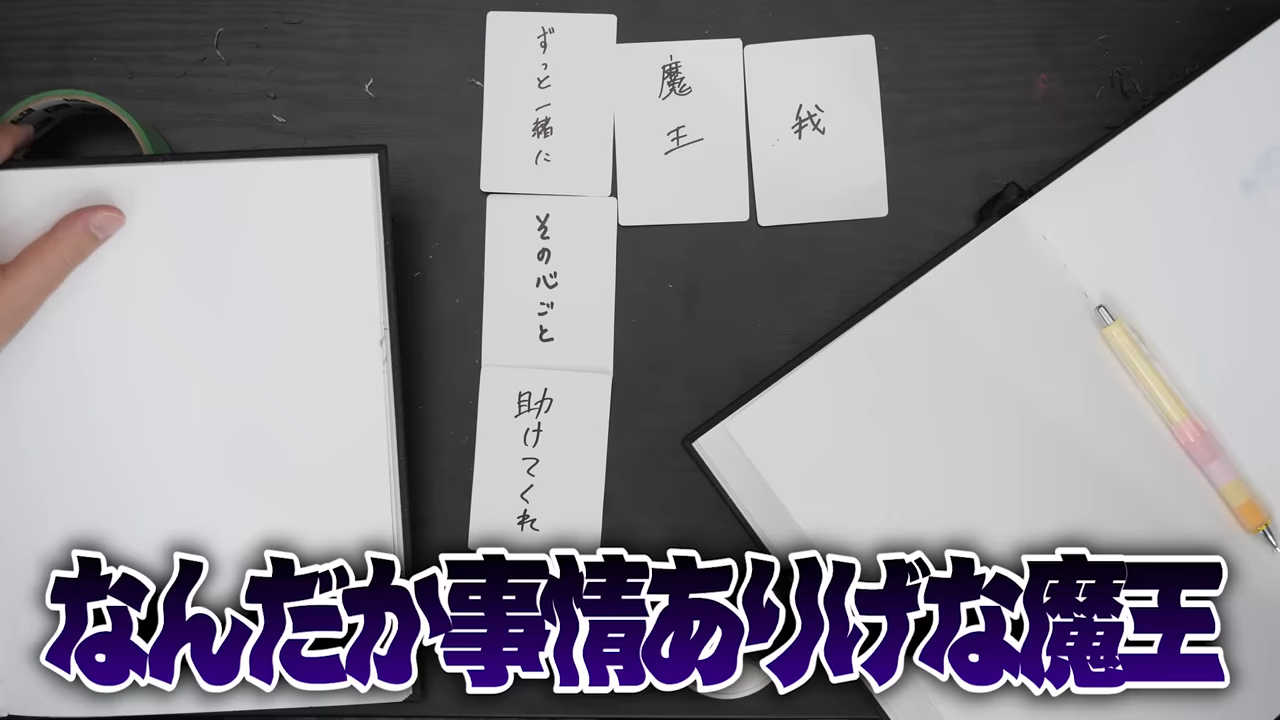 我
魔王
ずっと一緒に
その心ごと
助けてくれ
なんだか事情ありげな魔王